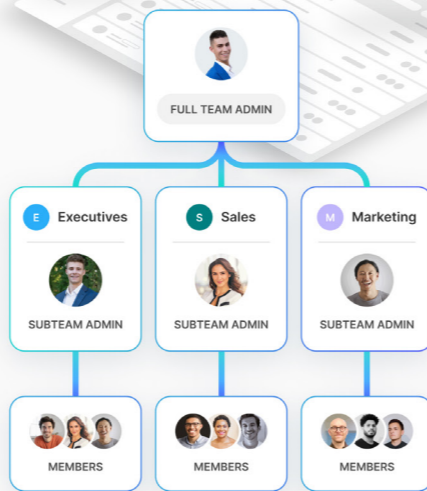 FULL TEAM ADMIN
E Executives
S Sales
M Marketing
SUBTEAM ADMIN
SUBTEAM ADMIN
SUBTEAM ADMIN
MEMBERS
MEMBERS
MEMBERS